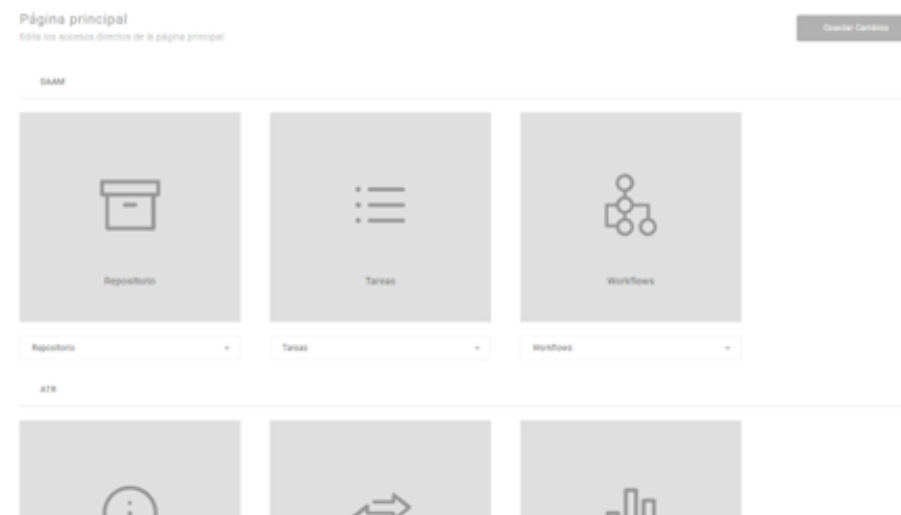 Página principal
Edita los accesos directos de la página principal.
Guardar Cambios
SAAM
Repositorio
Tareas
Workflows
Repositorio
Tareas
Workflows
ATR